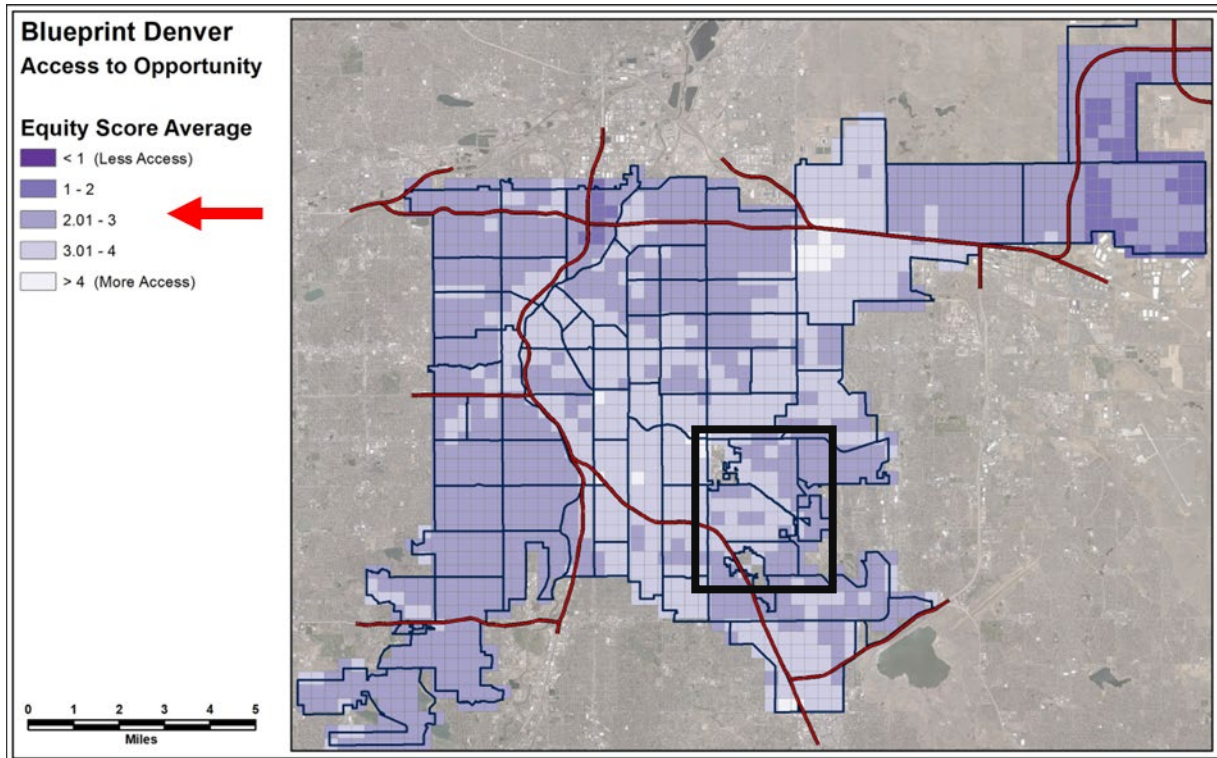 Blueprint Denver
Access to Opportunity
Equity Score Average
< 1 (Less Access)
1 - 2
2.01 - 3
3.01 - 4
> 4 (More Access)
0 1 2 3 4 5
Miles